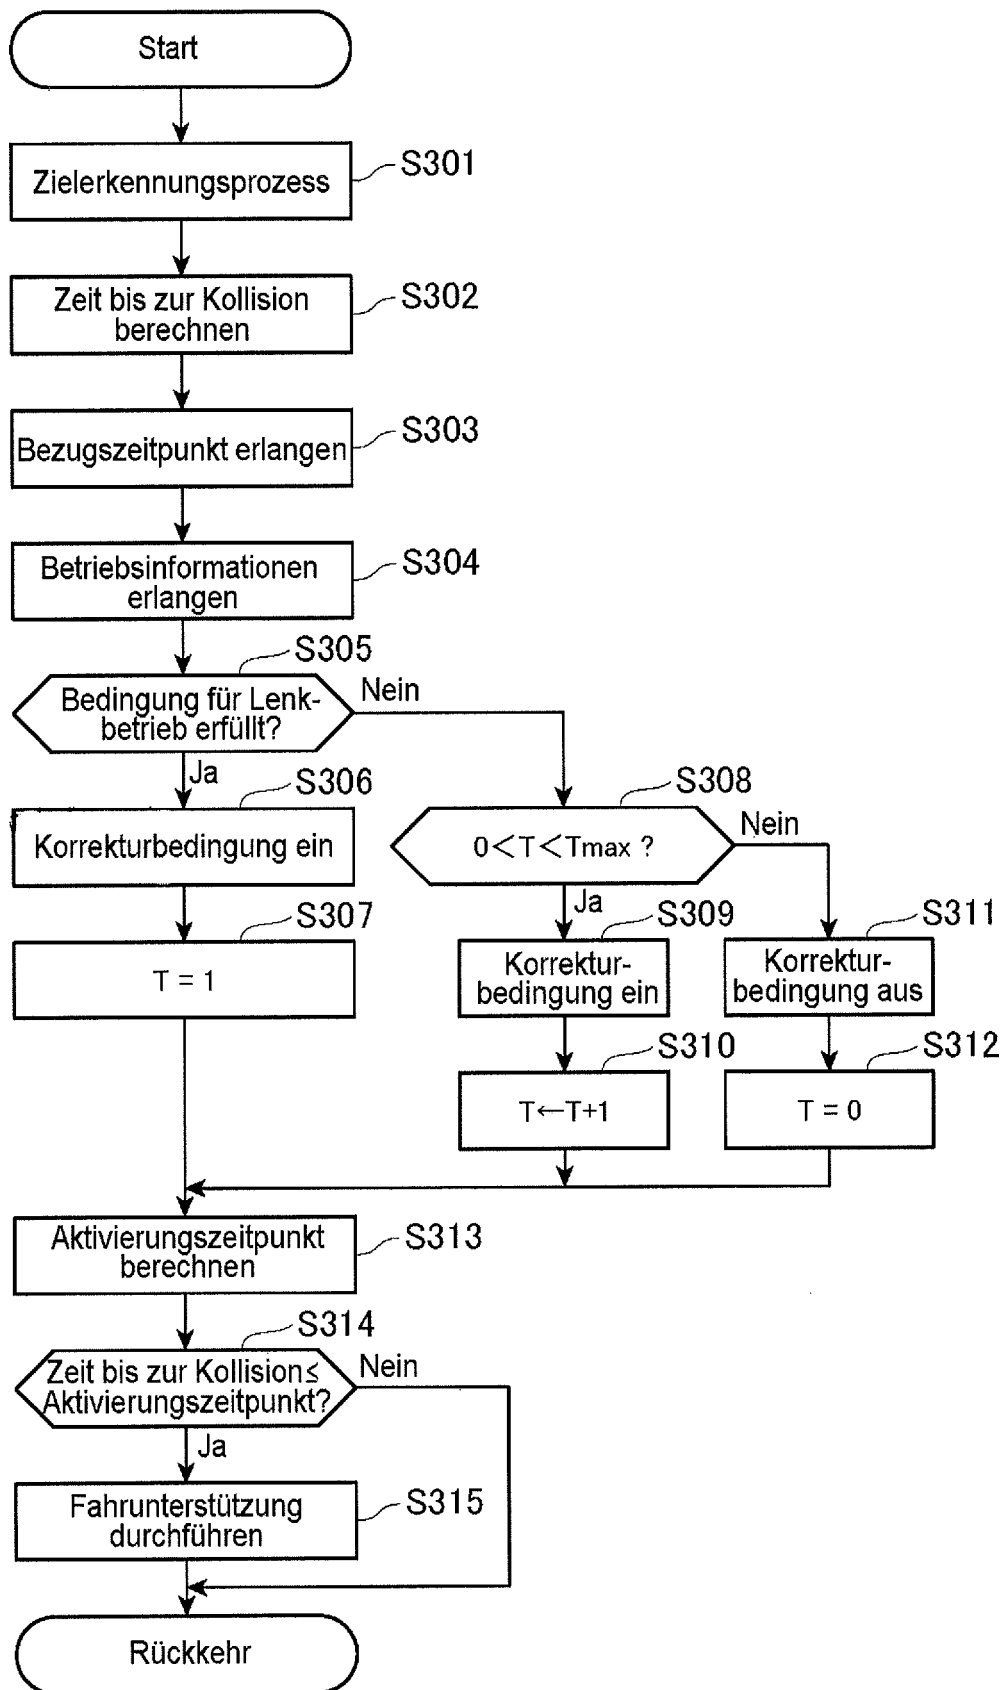 Start
S301
Zielerkennungsprozess
S302
Zeit bis zur Kollision
berechnen
S303
Bezugszeitpunkt erlangen
S304
Betriebsinformationen
erlangen
S305
Bedingung für Lenk-
betrieb erfüllt?
Nein
Ja
S306
Korrekturbedingung ein
S307
T = 1
S308
0<T<Tmax ?
Nein
Ja
S309
Korrektur-
bedingung ein
S310
T←T+1
S311
Korrektur-
bedingung aus
S312
T = 0
S313
Aktivierungszeitpunkt
berechnen
S314
Zeit bis zur Kollision≤
Aktivierungszeitpunkt?
Nein
Ja
S315
Fahrunterstützung
durchführen
Rückkehr